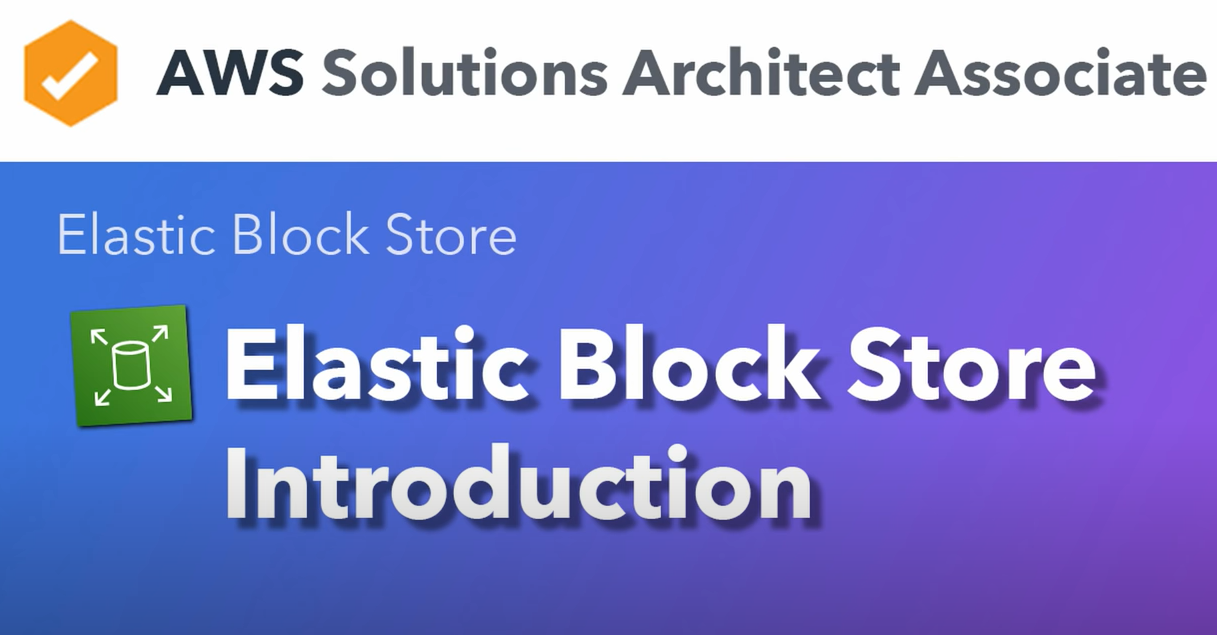 AWS Solutions Architect Associate
Elastic Block Store
Elastic Block Store
Introduction